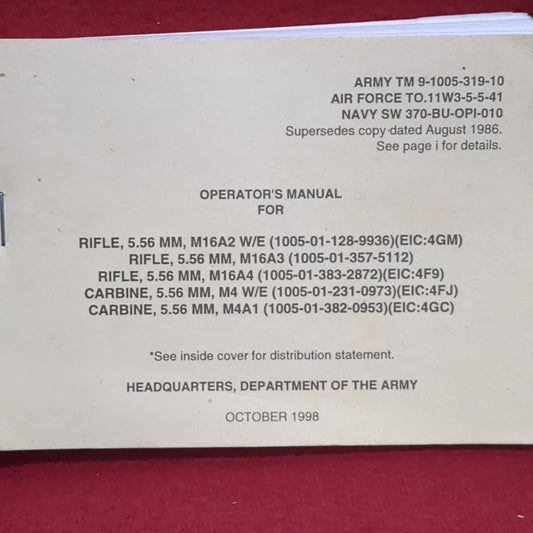 ARMY TM 9-1005-319-10
AIR FORCE TO.11W3-5-5-41
NAVY SW 370-BU-OPI-010
Supersedes copy dated August 1986.
See page i for details.
OPERATOR'S MANUAL
FOR
RIFLE, 5.56 MM, M16A2 W/E (1005-01-128-9936)(EIC:4GM)
RIFLE, 5.56 MM, M16A3 (1005-01-357-5112)
RIFLE, 5.56 MM, M16A4 (1005-01-383-2872)(EIC:4F9)
CARBINE, 5.56 MM, M4 W/E (1005-01-231-0973)(EIC:4FJ)
CARBINE, 5.56 MM, M4A1 (1005-01-382-0953)(EIC:4GC)
*See inside cover for distribution statement.
HEADQUARTERS, DEPARTMENT OF THE ARMY
OCTOBER 1998